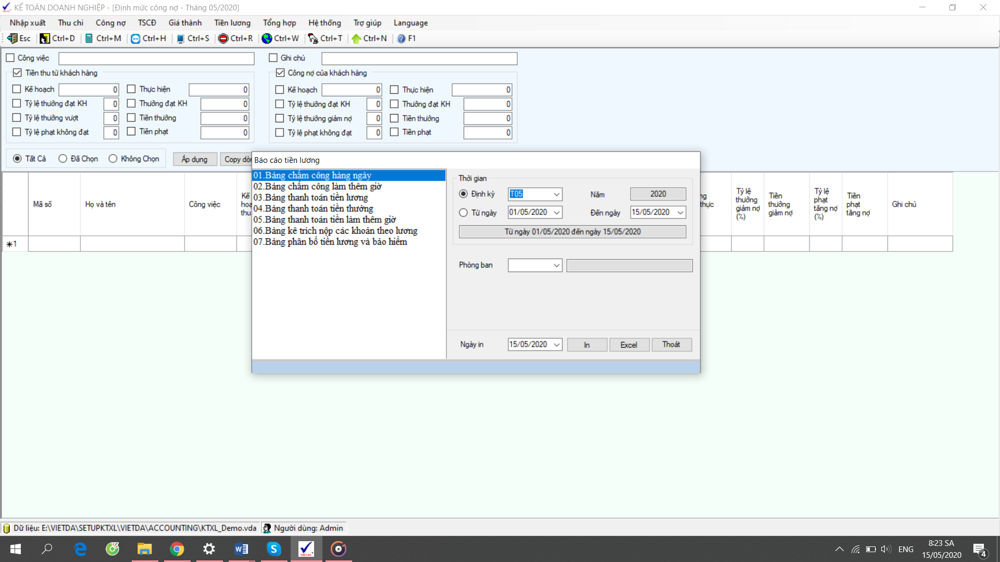 KẾ TOÁN DOANH NGHIỆP - [Định mức công nợ - Tháng 05/2020]
Nhập xuất Thu chi Công nợ TSCĐ Giá thành Tiền lương Tổng hợp Hệ thống Trợ giúp Language
Esc Ctrl+D Ctrl+M Ctrl+H Ctrl+S Ctrl+R Ctrl+W Ctrl+T Ctrl+N F1
Công việc Ghi chú
Tiền thu từ khách hàng Công nợ của khách hàng
Kế hoạch 0 Thực hiện 0 Kế hoạch 0 Thực hiện 0
Tỷ lệ thưởng đạt KH 0 Thưởng đạt KH 0 Tỷ lệ thưởng đạt KH 0 Thưởng đạt KH 0
Tỷ lệ thưởng vượt 0 Tiền thưởng 0 Tỷ lệ thưởng giảm nợ 0 Tiền thưởng 0
Tỷ lệ phạt không đạt 0 Tiền phạt 0 Tỷ lệ phạt không đạt 0 Tiền phạt 0
Tất Cả Đã Chọn Không Chọn Áp dụng Copy dòn
Mã số Họ và tên Công việc
Kế
hoạ
thu
Báo cáo tiền lương
01.Bảng chấm công hàng ngày
02.Bảng chấm công làm thêm giờ
03.Bảng thanh toán tiền lương
04.Bảng thanh toán tiền thưởng
05.Bảng thanh toán tiền làm thêm giờ
06.Bảng kê trích nộp các khoản theo lương
07.Bảng phân bổ tiền lương và bảo hiểm
Thời gian
Định kỳ T05 Năm 2020
Từ ngày 01/05/2020 Đến ngày 15/05/2020
Từ ngày 01/05/2020 đến ngày 15/05/2020
Phòng ban
Ngày in 15/05/2020 In Excel Thoát
ng
thực
Tỷ lệ
thưởng
giảm nợ
(%)
Tiền
thưởng
giảm nợ
Tỷ lệ
phạt
tăng nợ
(%)
Tiền
phạt
tăng nợ
Ghi chú
1
Dữ liệu: E:\VIETDA\SETUPKTXL\VIETDA\ACCOUNTING\KTXL_Demo.vda Người dùng: Admin
ENG
8:23 SA
15/05/2020
4